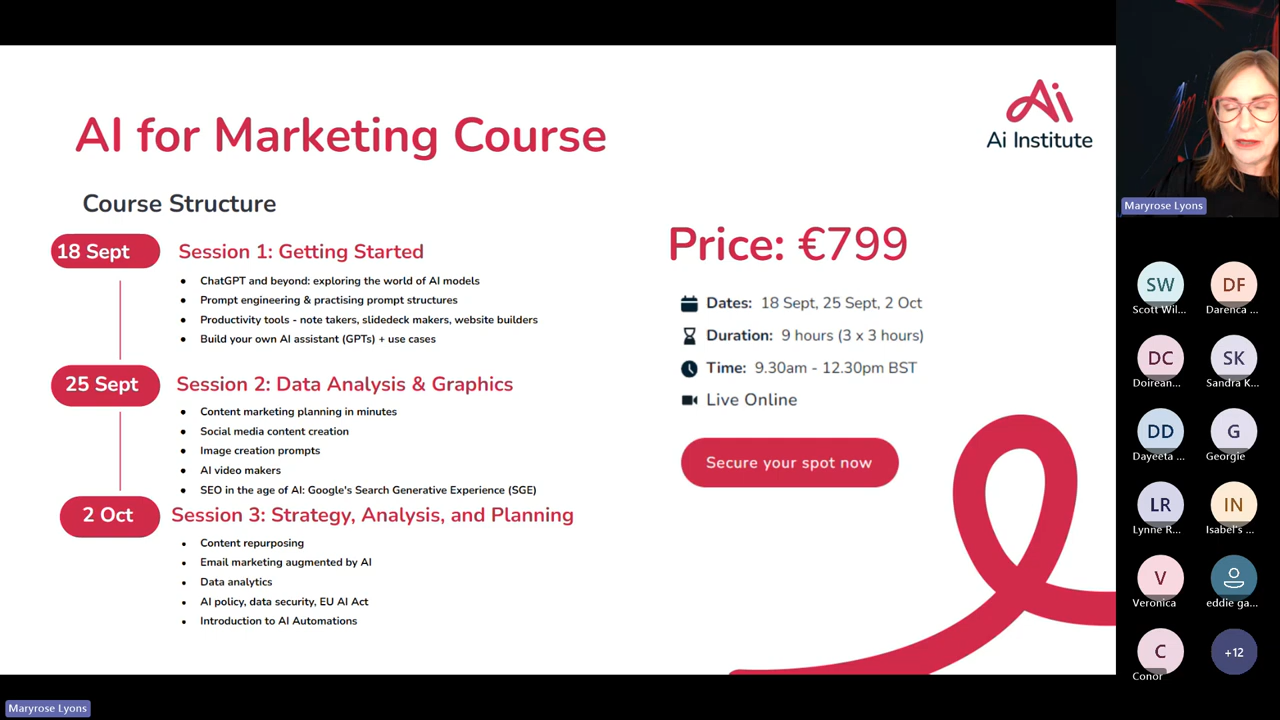 AI for Marketing Course
Ai Institute
Course Structure
18 Sept
Session 1: Getting Started
● ChatGPT and beyond: exploring the world of AI models
● Prompt engineering & practising prompt structures
● Productivity tools - note takers, slidedeck makers, website builders
● Build your own AI assistant (GPTs) + use cases
25 Sept
Session 2: Data Analysis & Graphics
● Content marketing planning in minutes
● Social media content creation
● Image creation prompts
● AI video makers
● SEO in the age of AI: Google's Search Generative Experience (SGE)
2 Oct
Session 3: Strategy, Analysis, and Planning
● Content repurposing
● Email marketing augmented by AI
● Data analytics
● AI policy, data security, EU AI Act
● Introduction to AI Automations
Price: €799
Dates: 18 Sept, 25 Sept, 2 Oct
Duration: 9 hours (3 x 3 hours)
Time: 9.30am - 12.30pm BST
Live Online
Secure your spot now
Maryrose Lyons
SW
Scott Wil...
DF
Darenca ...
DC
Doirean...
SK
Sandra K...
DD
Dayeeta ...
G
Georgie
LR
Lynne R...
IN
Isabel's ...
V
Veronica
eddie ga...
C
Conor
+12
Maryrose Lyons